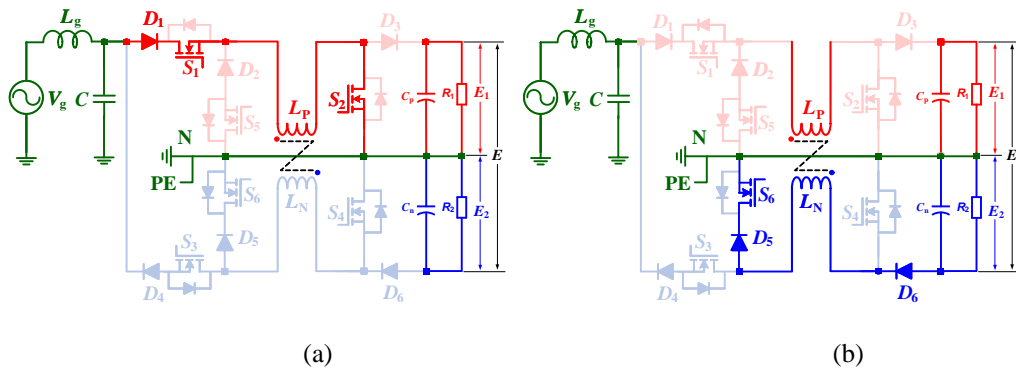 Lg
D1
S1
D2
S5
D3
S2
LP
Cp
R1
E1
Vg
C
N
PE
E
S6
LN
S4
Cn
R2
E2
S3
D5
D4
D6
(a)
Lg
D1
S1
D2
S5
D3
S2
LP
Cp
R1
E1
Vg
C
N
PE
E
S6
LN
S4
Cn
R2
E2
S3
D5
D4
D6
(b)